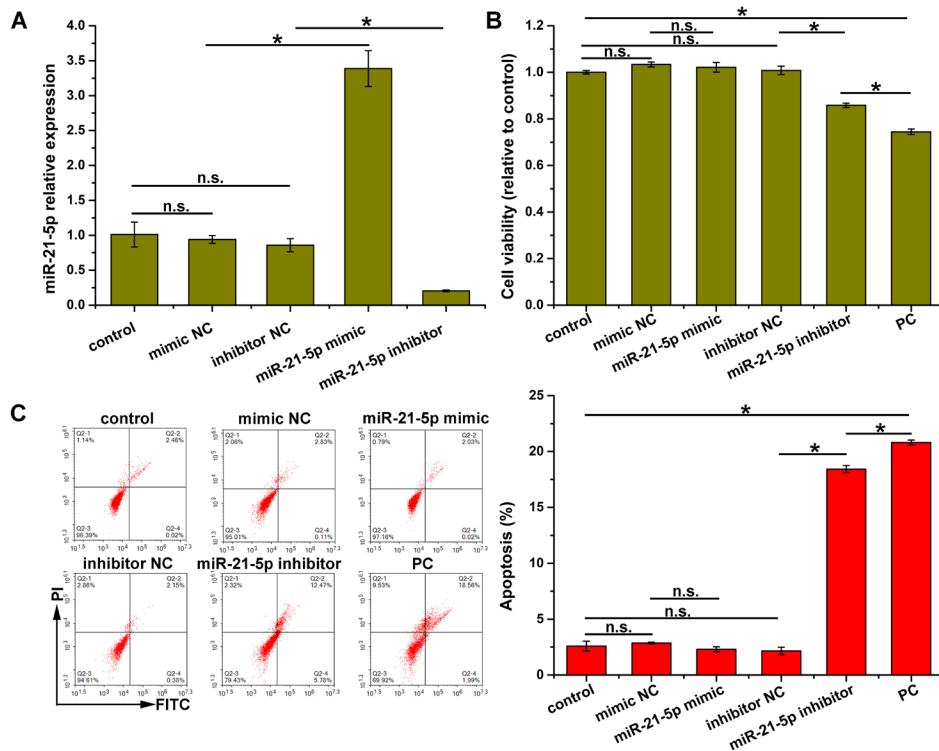 A
miR-21-5p relative expression
4.0
3.5
3.0
2.5
2.0
1.5
1.0
0.5
0.0
*
*
n.s.
n.s.
control
mimic NC
inhibitor NC
miR-21-5p mimic
miR-21-5p inhibitor
B
Cell viability (relative to control)
1.2
1.0
0.8
0.6
0.4
0.2
0.0
*
n.s.
*
n.s.
n.s.
*
control
mimic NC
miR-21-5p mimic
inhibitor NC
miR-21-5p inhibitor
PC
C
control
Q2-1 Q2-2
1.14% 2.46%
Q2-3 Q2-4
96.39% 0.02%
mimic NC
Q2-1 Q2-2
2.06% 2.83%
Q2-3 Q2-4
95.01% 0.11%
miR-21-5p mimic
Q2-1 Q2-2
0.79% 2.03%
Q2-3 Q2-4
97.16% 0.02%
inhibitor NC
Q2-1 Q2-2
2.86% 2.15%
Q2-3 Q2-4
94.61% 0.38%
miR-21-5p inhibitor
Q2-1 Q2-2
2.32% 12.47%
Q2-3 Q2-4
79.43% 5.78%
PC
Q2-1 Q2-2
9.53% 18.56%
Q2-3 Q2-4
69.92% 1.99%
PI
FITC
Apoptosis (%)
25
20
15
10
5
0
*
*
*
n.s.
n.s.
n.s.
control
mimic NC
miR-21-5p mimic
inhibitor NC
miR-21-5p inhibitor
PC